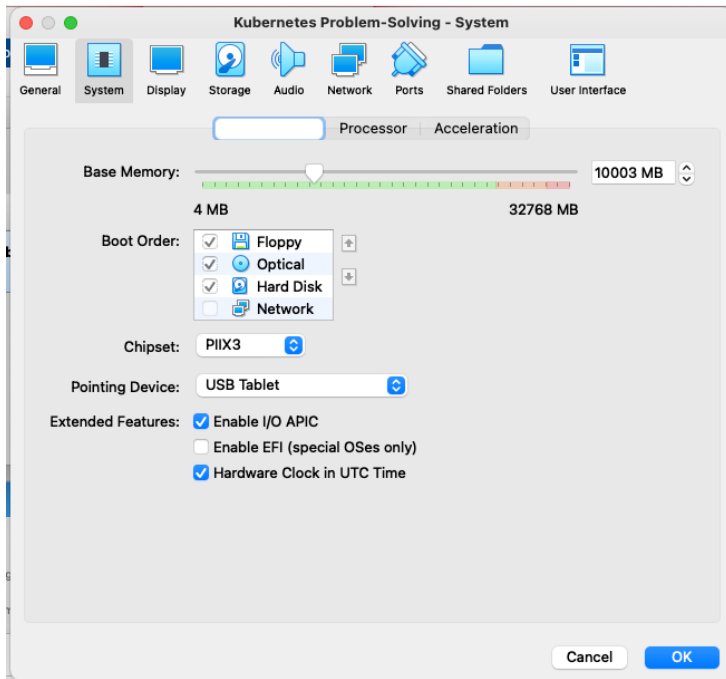 Kubernetes Problem-Solving - System
General System Display Storage Audio Network Ports Shared Folders User Interface
Processor Acceleration
Base Memory: 10003 MB
4 MB 32768 MB
Boot Order: Floppy
Optical
Hard Disk
Network
Chipset: PIIX3
Pointing Device: USB Tablet
Extended Features: Enable I/O APIC
Enable EFI (special OSes only)
Hardware Clock in UTC Time
Cancel OK